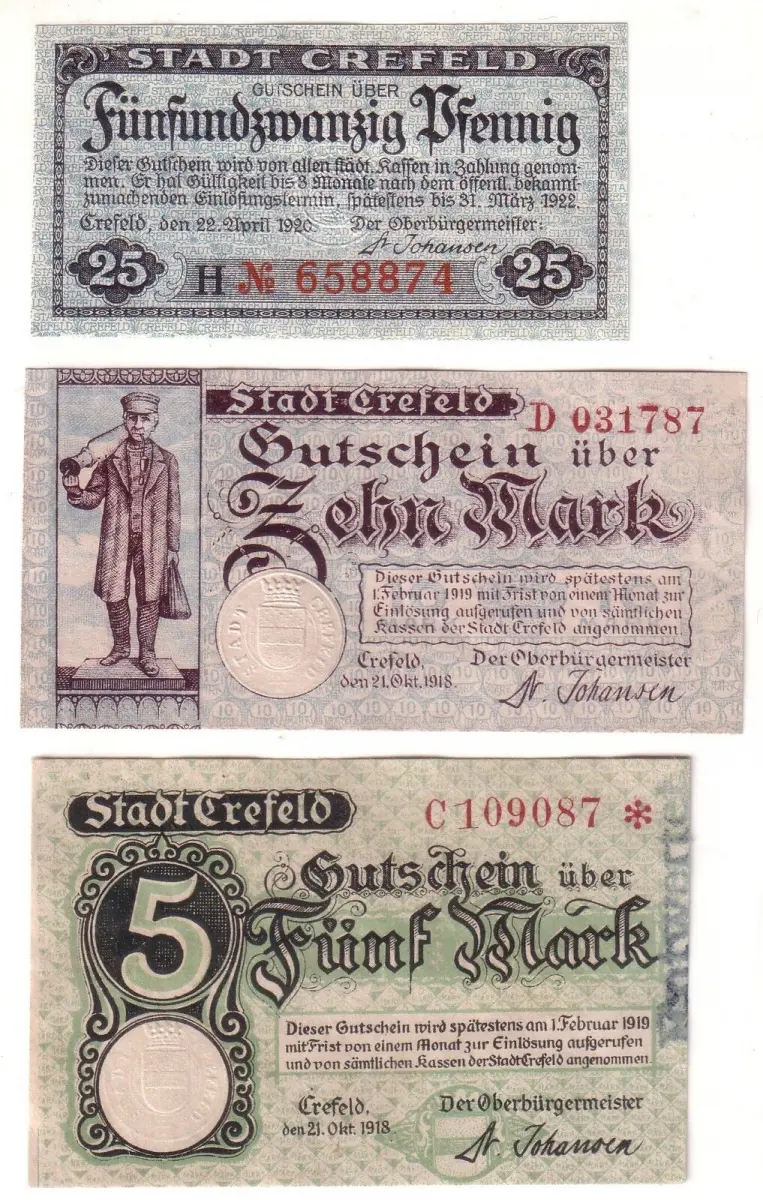 STADT CREFELD
GUTSCHEIN ÜBER
Fünfundzwanzig Pfennig
Dieser Gutschein wird von allen städt. Kassen in Zahlung genom-
men. Er hat Gültigkeit bis 3 Monate nach dem öffentl. bekannt-
zumachenden Einlösungstermin, spätestens bis 31. März 1922.
Crefeld, den 22. April 1920. Der Oberbürgermeister:
Dr. Johansen
25 H № 658874 25
Stadt Crefeld D 031787
Gutschein über
Zehn Mark
Dieser Gutschein wird spätestens am
1. Februar 1919 mit Frist von einem Monat zur
Einlösung aufgerufen und von sämtlichen
Kassen der Stadt Crefeld angenommen.
STADT CREFELD
Crefeld, Der Oberbürgermeister
den 21. Okt. 1918. Dr. Johansen
Stadt Crefeld C 109087 *
Gutschein über
5 Fünf Mark
Dieser Gutschein wird spätestens am 1. Februar 1919
mit Frist von einem Monat zur Einlösung aufgerufen
und von sämtlichen Kassen der Stadt Crefeld angenommen.
Crefeld, Der Oberbürgermeister
den 21. Okt. 1918. Dr. Johansen